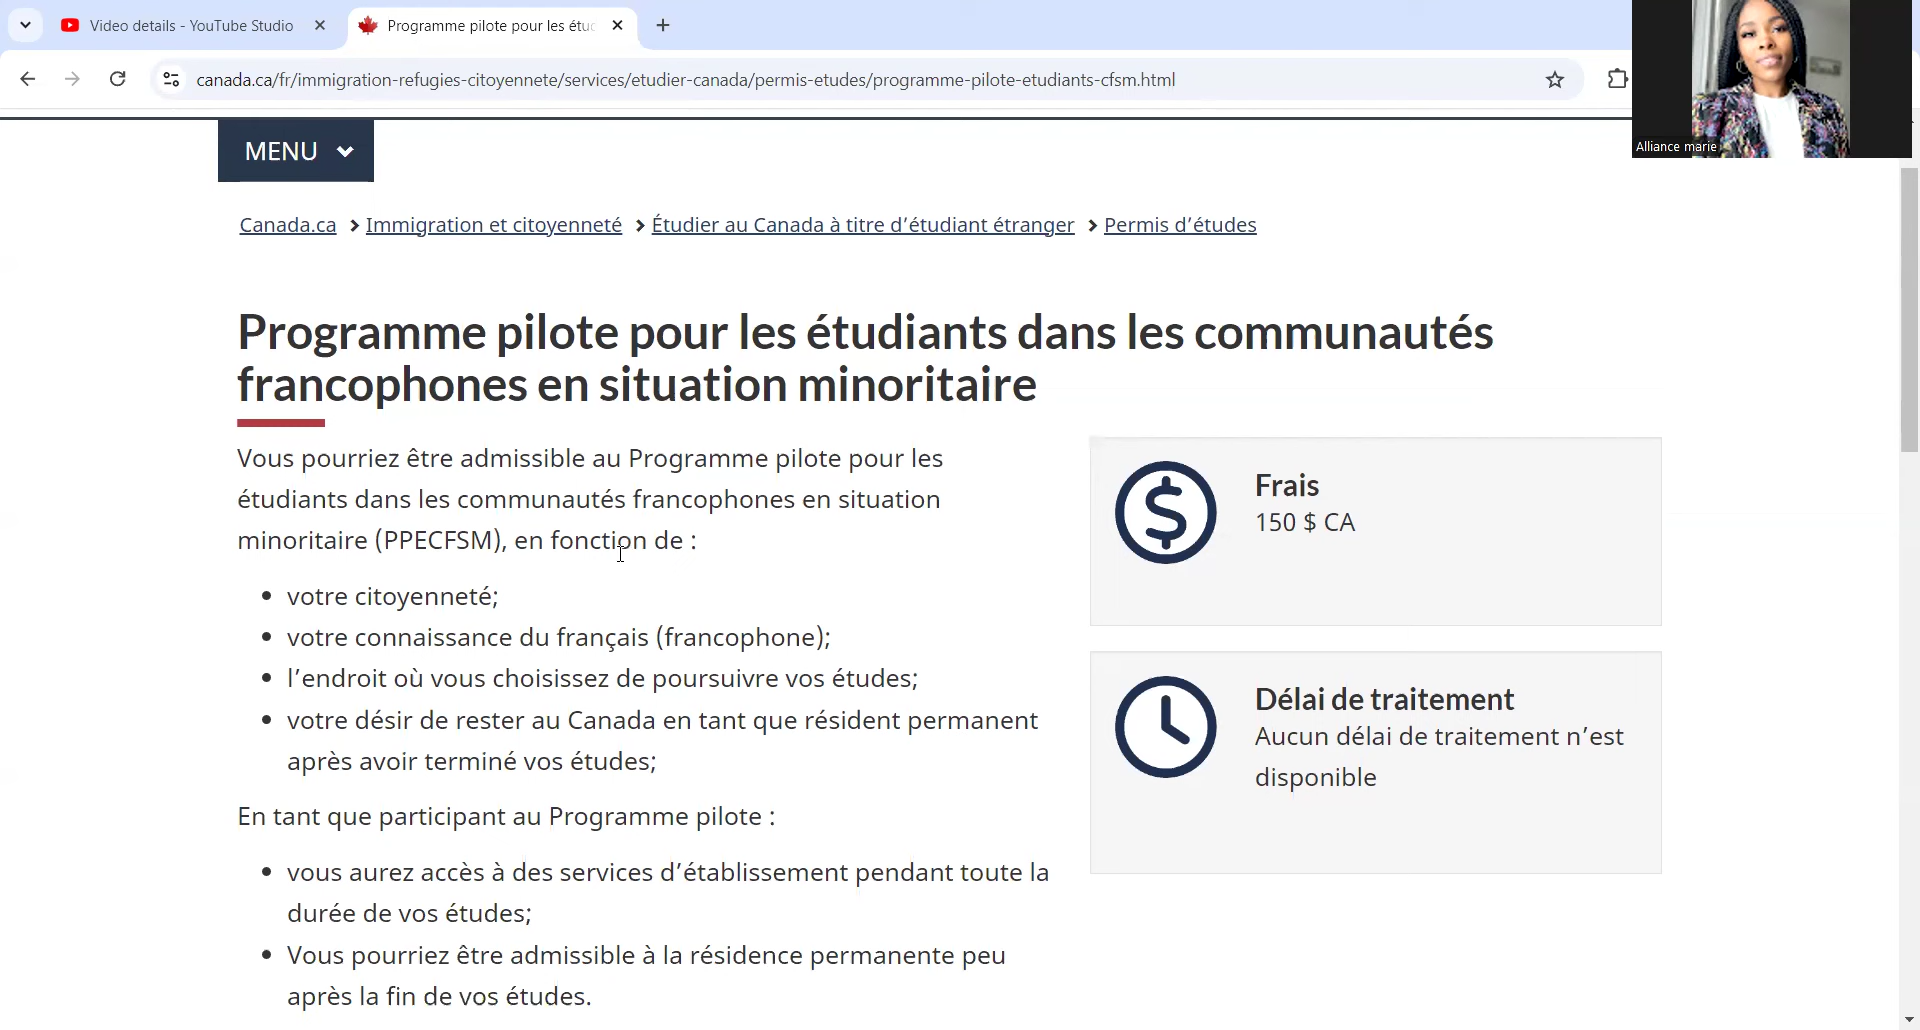 Video details - YouTube Studio
Programme pilote pour les étud
canada.ca/fr/immigration-refugies-citoyennete/services/etudier-canada/permis-etudes/programme-pilote-etudiants-cfsm.html
Alliance marie
MENU
Canada.ca > Immigration et citoyenneté > Étudier au Canada à titre d’étudiant étranger > Permis d’études
Programme pilote pour les étudiants dans les communautés
francophones en situation minoritaire
Vous pourriez être admissible au Programme pilote pour les
étudiants dans les communautés francophones en situation
minoritaire (PPECFSM), en fonction de :
• votre citoyenneté;
• votre connaissance du français (francophone);
• l’endroit où vous choisissez de poursuivre vos études;
• votre désir de rester au Canada en tant que résident permanent
après avoir terminé vos études;
En tant que participant au Programme pilote :
• vous aurez accès à des services d’établissement pendant toute la
durée de vos études;
• Vous pourriez être admissible à la résidence permanente peu
après la fin de vos études.
$
Frais
150 $ CA
Délai de traitement
Aucun délai de traitement n’est
disponible